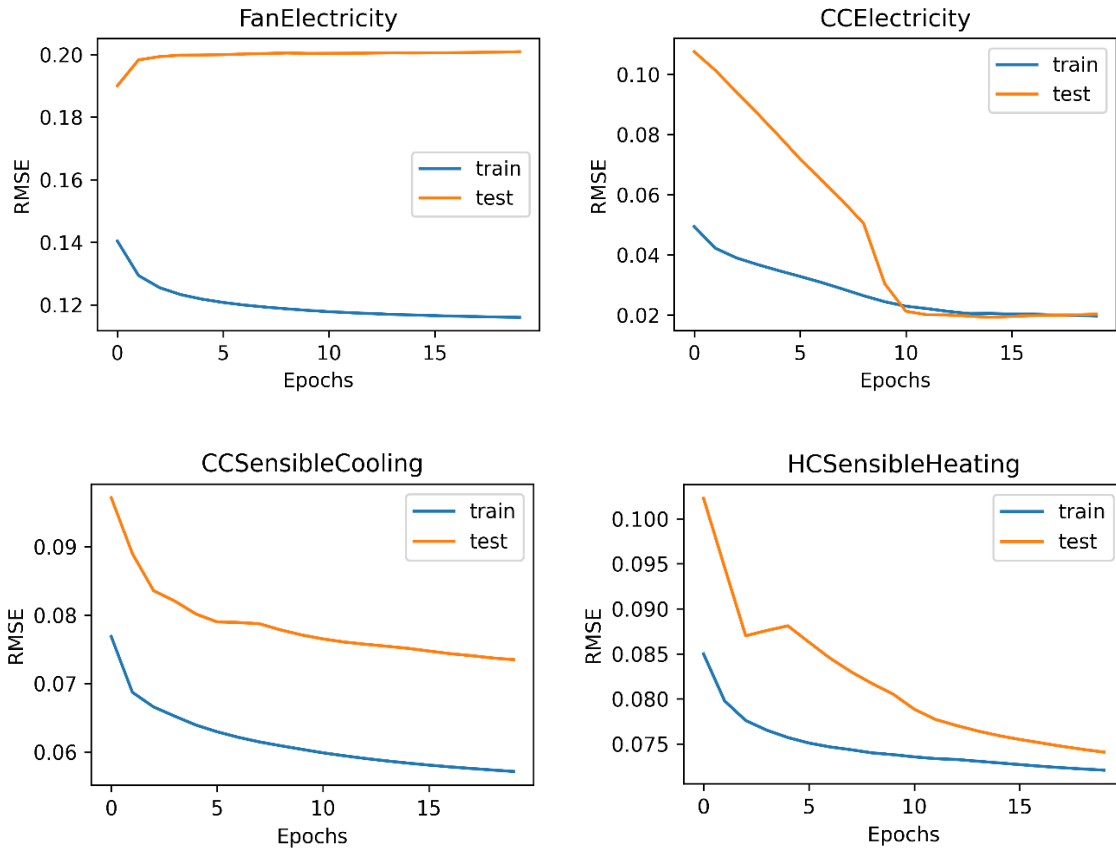 FanElectricity
0.20
0.18
0.16
0.14
0.12
RMSE
train
test
0
5
10
15
Epochs
CCElectricity
0.10
0.08
0.06
0.04
0.02
RMSE
train
test
0
5
10
15
Epochs
CCSensibleCooling
0.09
0.08
0.07
0.06
RMSE
train
test
0
5
10
15
Epochs
HCSensibleHeating
0.100
0.095
0.090
0.085
0.080
0.075
RMSE
train
test
0
5
10
15
Epochs